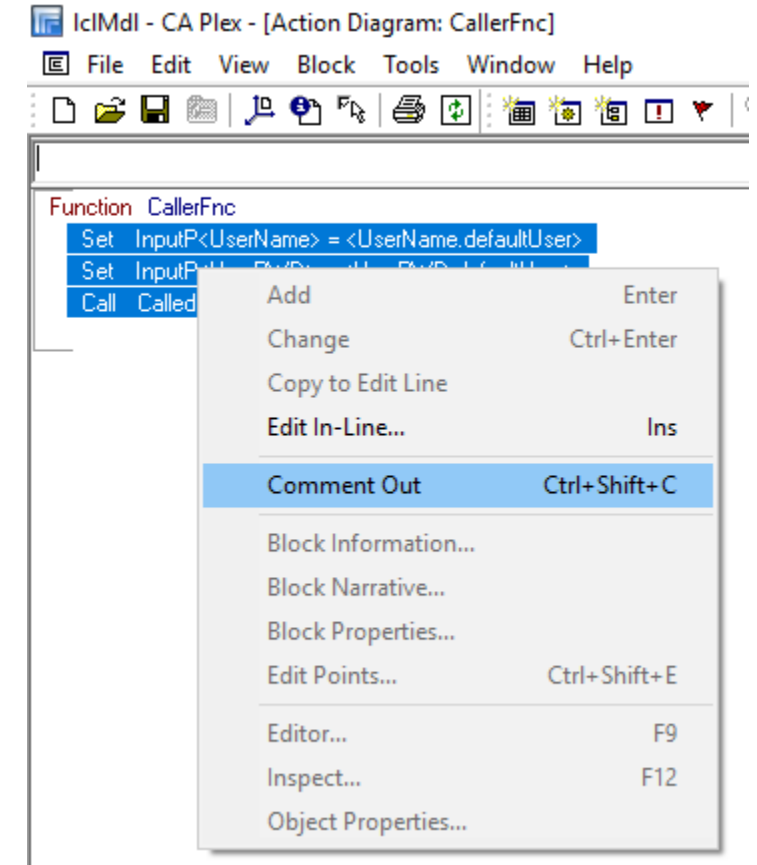 IclMdl - CA Plex - [Action Diagram: CallerFnc]
File Edit View Block Tools Window Help
Function CallerFnc
Set InputP<UserName> = <UserName.defaultUser>
Set InputP
Call Called
Add Enter
Change Ctrl+Enter
Copy to Edit Line
Edit In-Line... Ins
Comment Out Ctrl+Shift+C
Block Information...
Block Narrative...
Block Properties...
Edit Points... Ctrl+Shift+E
Editor... F9
Inspect... F12
Object Properties...